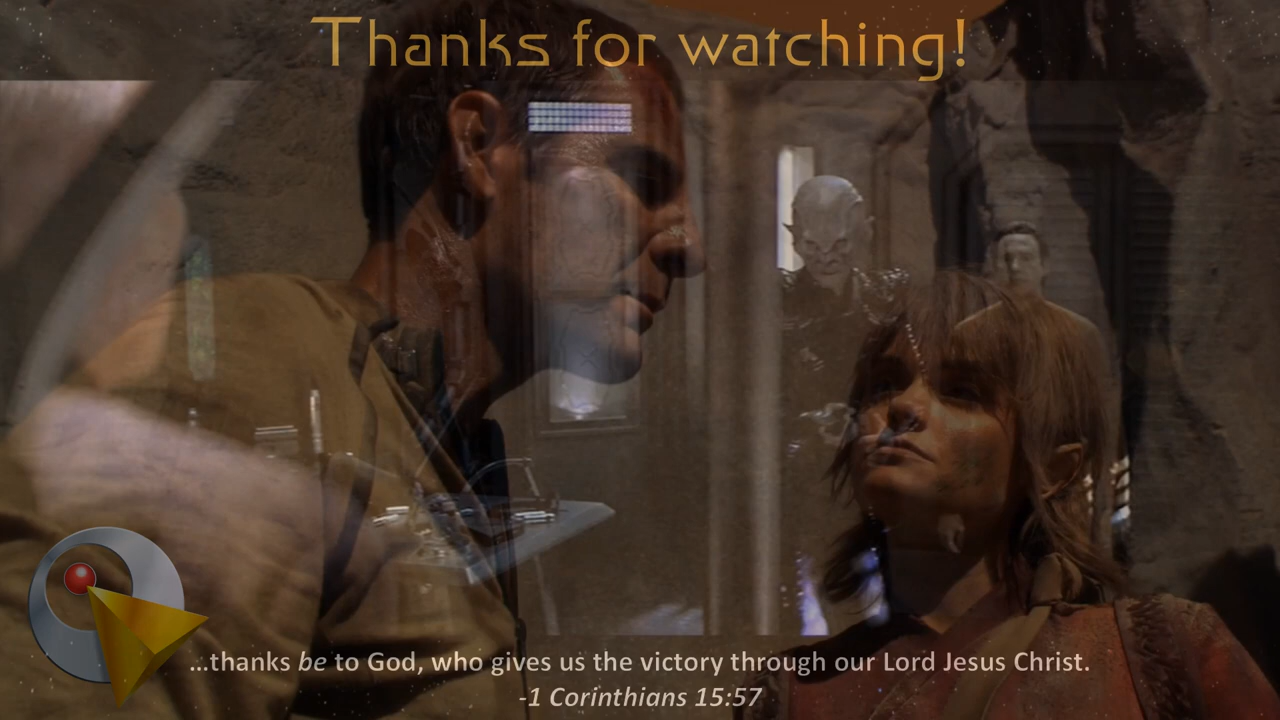 Thanks for watching!
...thanks be to God, who gives us the victory through our Lord Jesus Christ.
-1 Corinthians 15:57